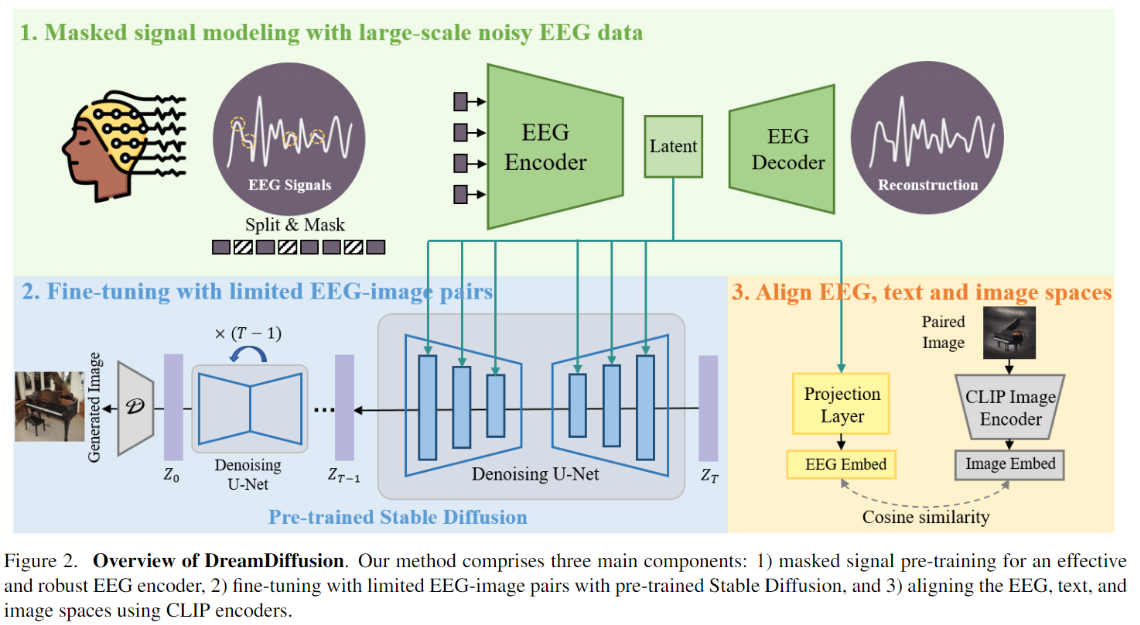 1. Masked signal modeling with large-scale noisy EEG data
EEG Signals
Split & Mask
EEG
Encoder
Latent
EEG
Decoder
Reconstruction
2. Fine-tuning with limited EEG-image pairs
× (T − 1)
Generated Image
𝒟
Z₀
Denoising
U-Net
...
Z_{T−1}
Denoising U-Net
Z_T
Pre-trained Stable Diffusion
3. Align EEG, text and image spaces
Paired
Image
Projection
Layer
CLIP Image
Encoder
EEG Embed
Image Embed
Cosine similarity
Figure 2. Overview of DreamDiffusion. Our method comprises three main components: 1) masked signal pre-training for an effective
and robust EEG encoder, 2) fine-tuning with limited EEG-image pairs with pre-trained Stable Diffusion, and 3) aligning the EEG, text, and
image spaces using CLIP encoders.